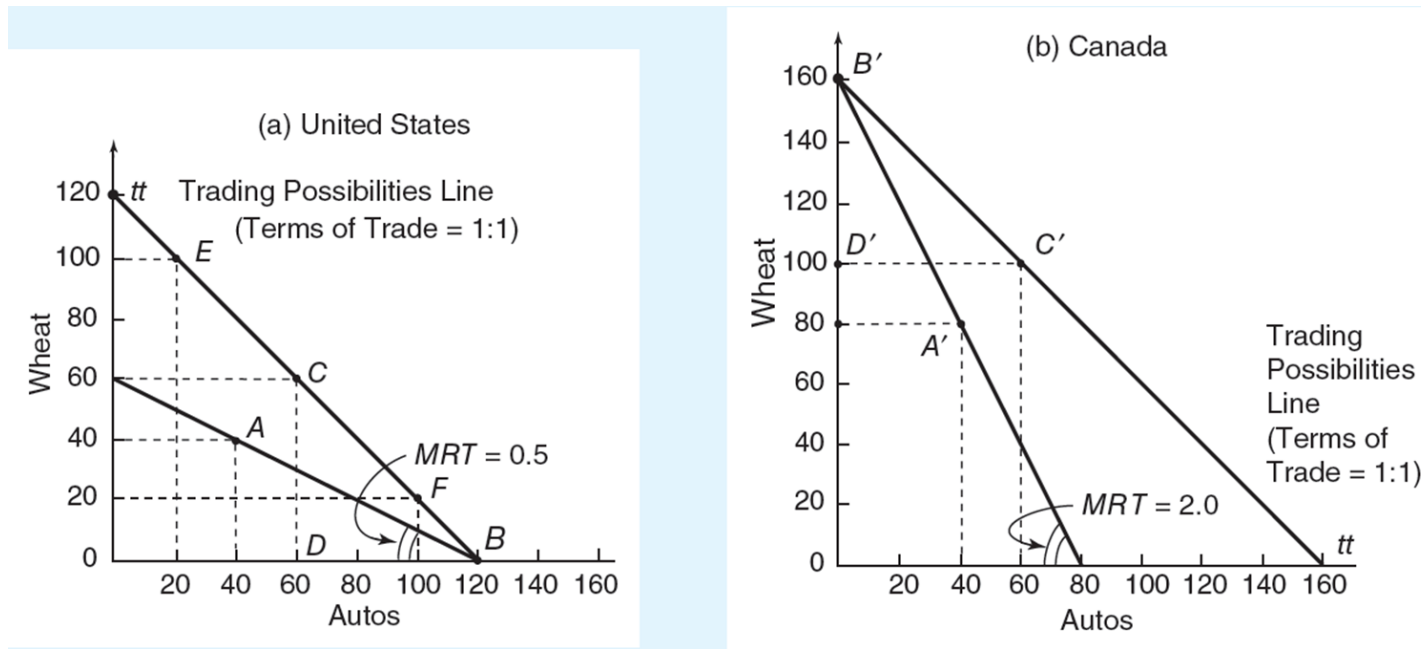 (a) United States
120
tt
Trading Possibilities Line
(Terms of Trade = 1:1)
100
E
80
60
C
40
A
MRT = 0.5
20
F
0
D
B
20 40 60 80 100 120 140 160
Autos
Wheat
(b) Canada
160
B′
140
120
100
D′
C′
80
A′
60
40
20
0
MRT = 2.0
Trading
Possibilities
Line
(Terms of
Trade = 1:1)
tt
20 40 60 80 100 120 140 160
Autos
Wheat